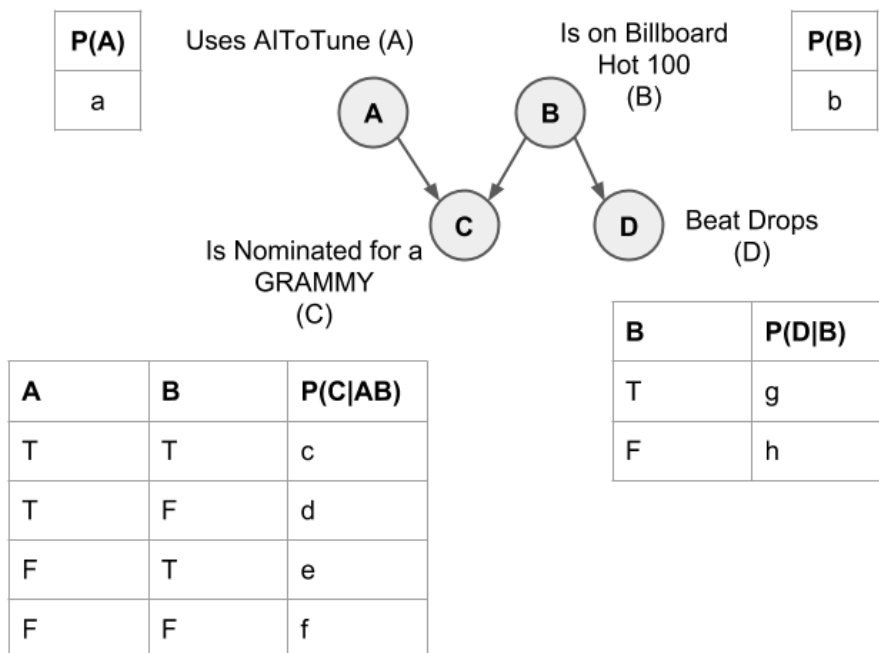 P(A)
a
Uses AIToTune (A)
Is on Billboard
Hot 100
(B)
P(B)
b
A
B
C
D
Is Nominated for a
GRAMMY
(C)
Beat Drops
(D)
B P(D|B)
T g
F h
A B P(C|AB)
T T c
T F d
F T e
F F f